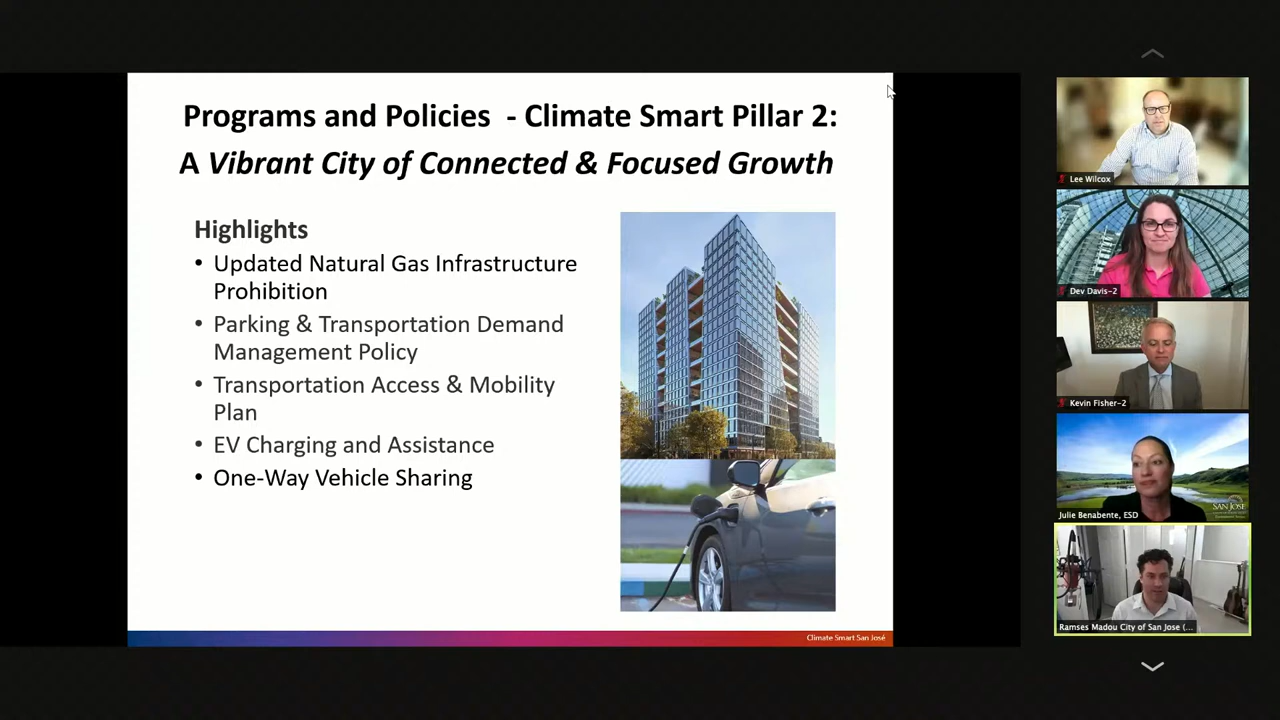 Programs and Policies - Climate Smart Pillar 2:
A Vibrant City of Connected & Focused Growth
Highlights
• Updated Natural Gas Infrastructure
Prohibition
• Parking & Transportation Demand
Management Policy
• Transportation Access & Mobility
Plan
• EV Charging and Assistance
• One-Way Vehicle Sharing
Climate Smart San José
Lee Wilcox
Dev Davis-2
Kevin Fisher-2
Julie Benabente, ESD
SAN JOSE
Ramses Madou City of San Jose (...